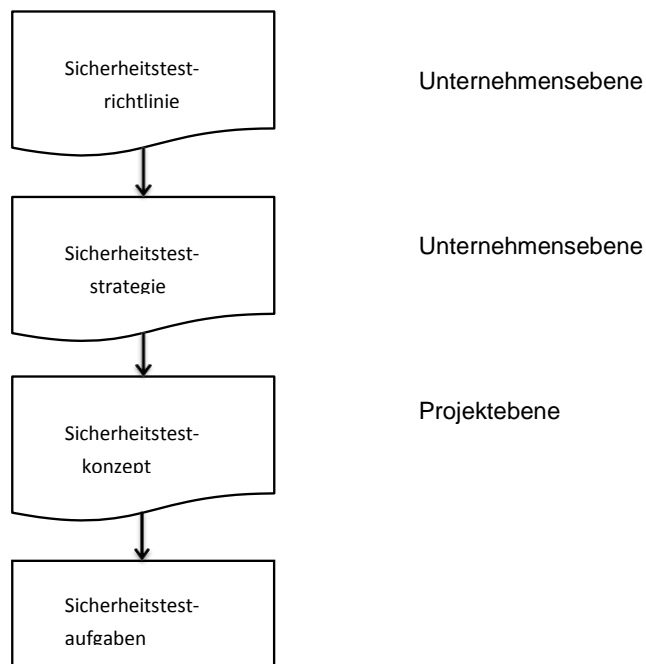 Sicherheitstest-
richtlinie
Unternehmensebene
Sicherheitstest-
strategie
Unternehmensebene
Sicherheitstest-
konzept
Projektebene
Sicherheitstest-
aufgaben